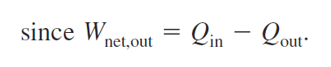 since W_net,out = Q_in − Q_out.